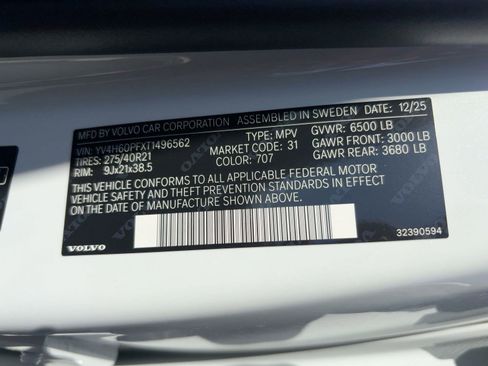 MFD BY VOLVO CAR CORPORATION ASSEMBLED IN SWEDEN DATE: 12/25
VIN: YV4H60PFXT1496562 TYPE: MPV GVWR: 6500 LB
TIRES: 275/40R21 MARKET CODE: 31 GAWR FRONT: 3000 LB
RIM: 9Jx21x38.5 COLOR: 707 GAWR REAR: 3680 LB
THIS VEHICLE CONFORMS TO ALL APPLICABLE FEDERAL MOTOR
VEHICLE SAFETY AND THEFT PREVENTION STANDARDS IN EFFECT
ON THE DATE OF MANUFACTURE SHOWN ABOVE.
VOLVO 32390594